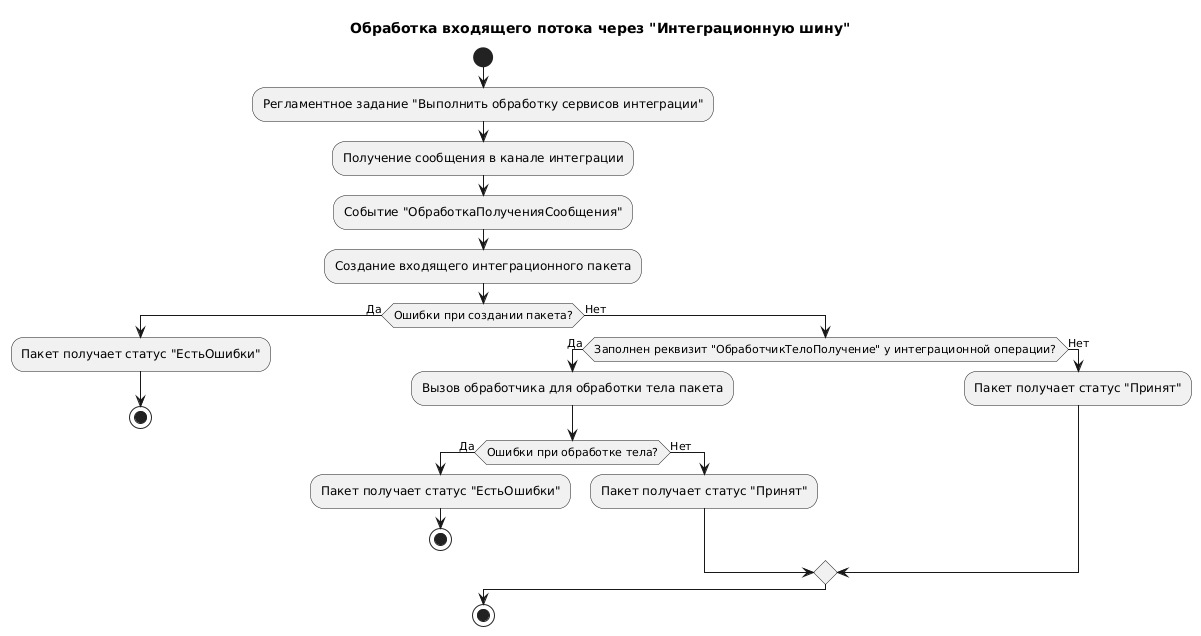 Обработка входящего потока через "Интеграционную шину"
Регламентное задание "Выполнить обработку сервисов интеграции"
Получение сообщения в канале интеграции
Событие "ОбработкаПолученияСообщения"
Создание входящего интеграционного пакета
Да
Ошибки при создании пакета?
Нет
Пакет получает статус "ЕстьОшибки"
Да
Заполнен реквизит "ОбработчикТелоПолучение" у интеграционной операции?
Нет
Вызов обработчика для обработки тела пакета
Пакет получает статус "Принят"
Да
Ошибки при обработке тела?
Нет
Пакет получает статус "ЕстьОшибки"
Пакет получает статус "Принят"